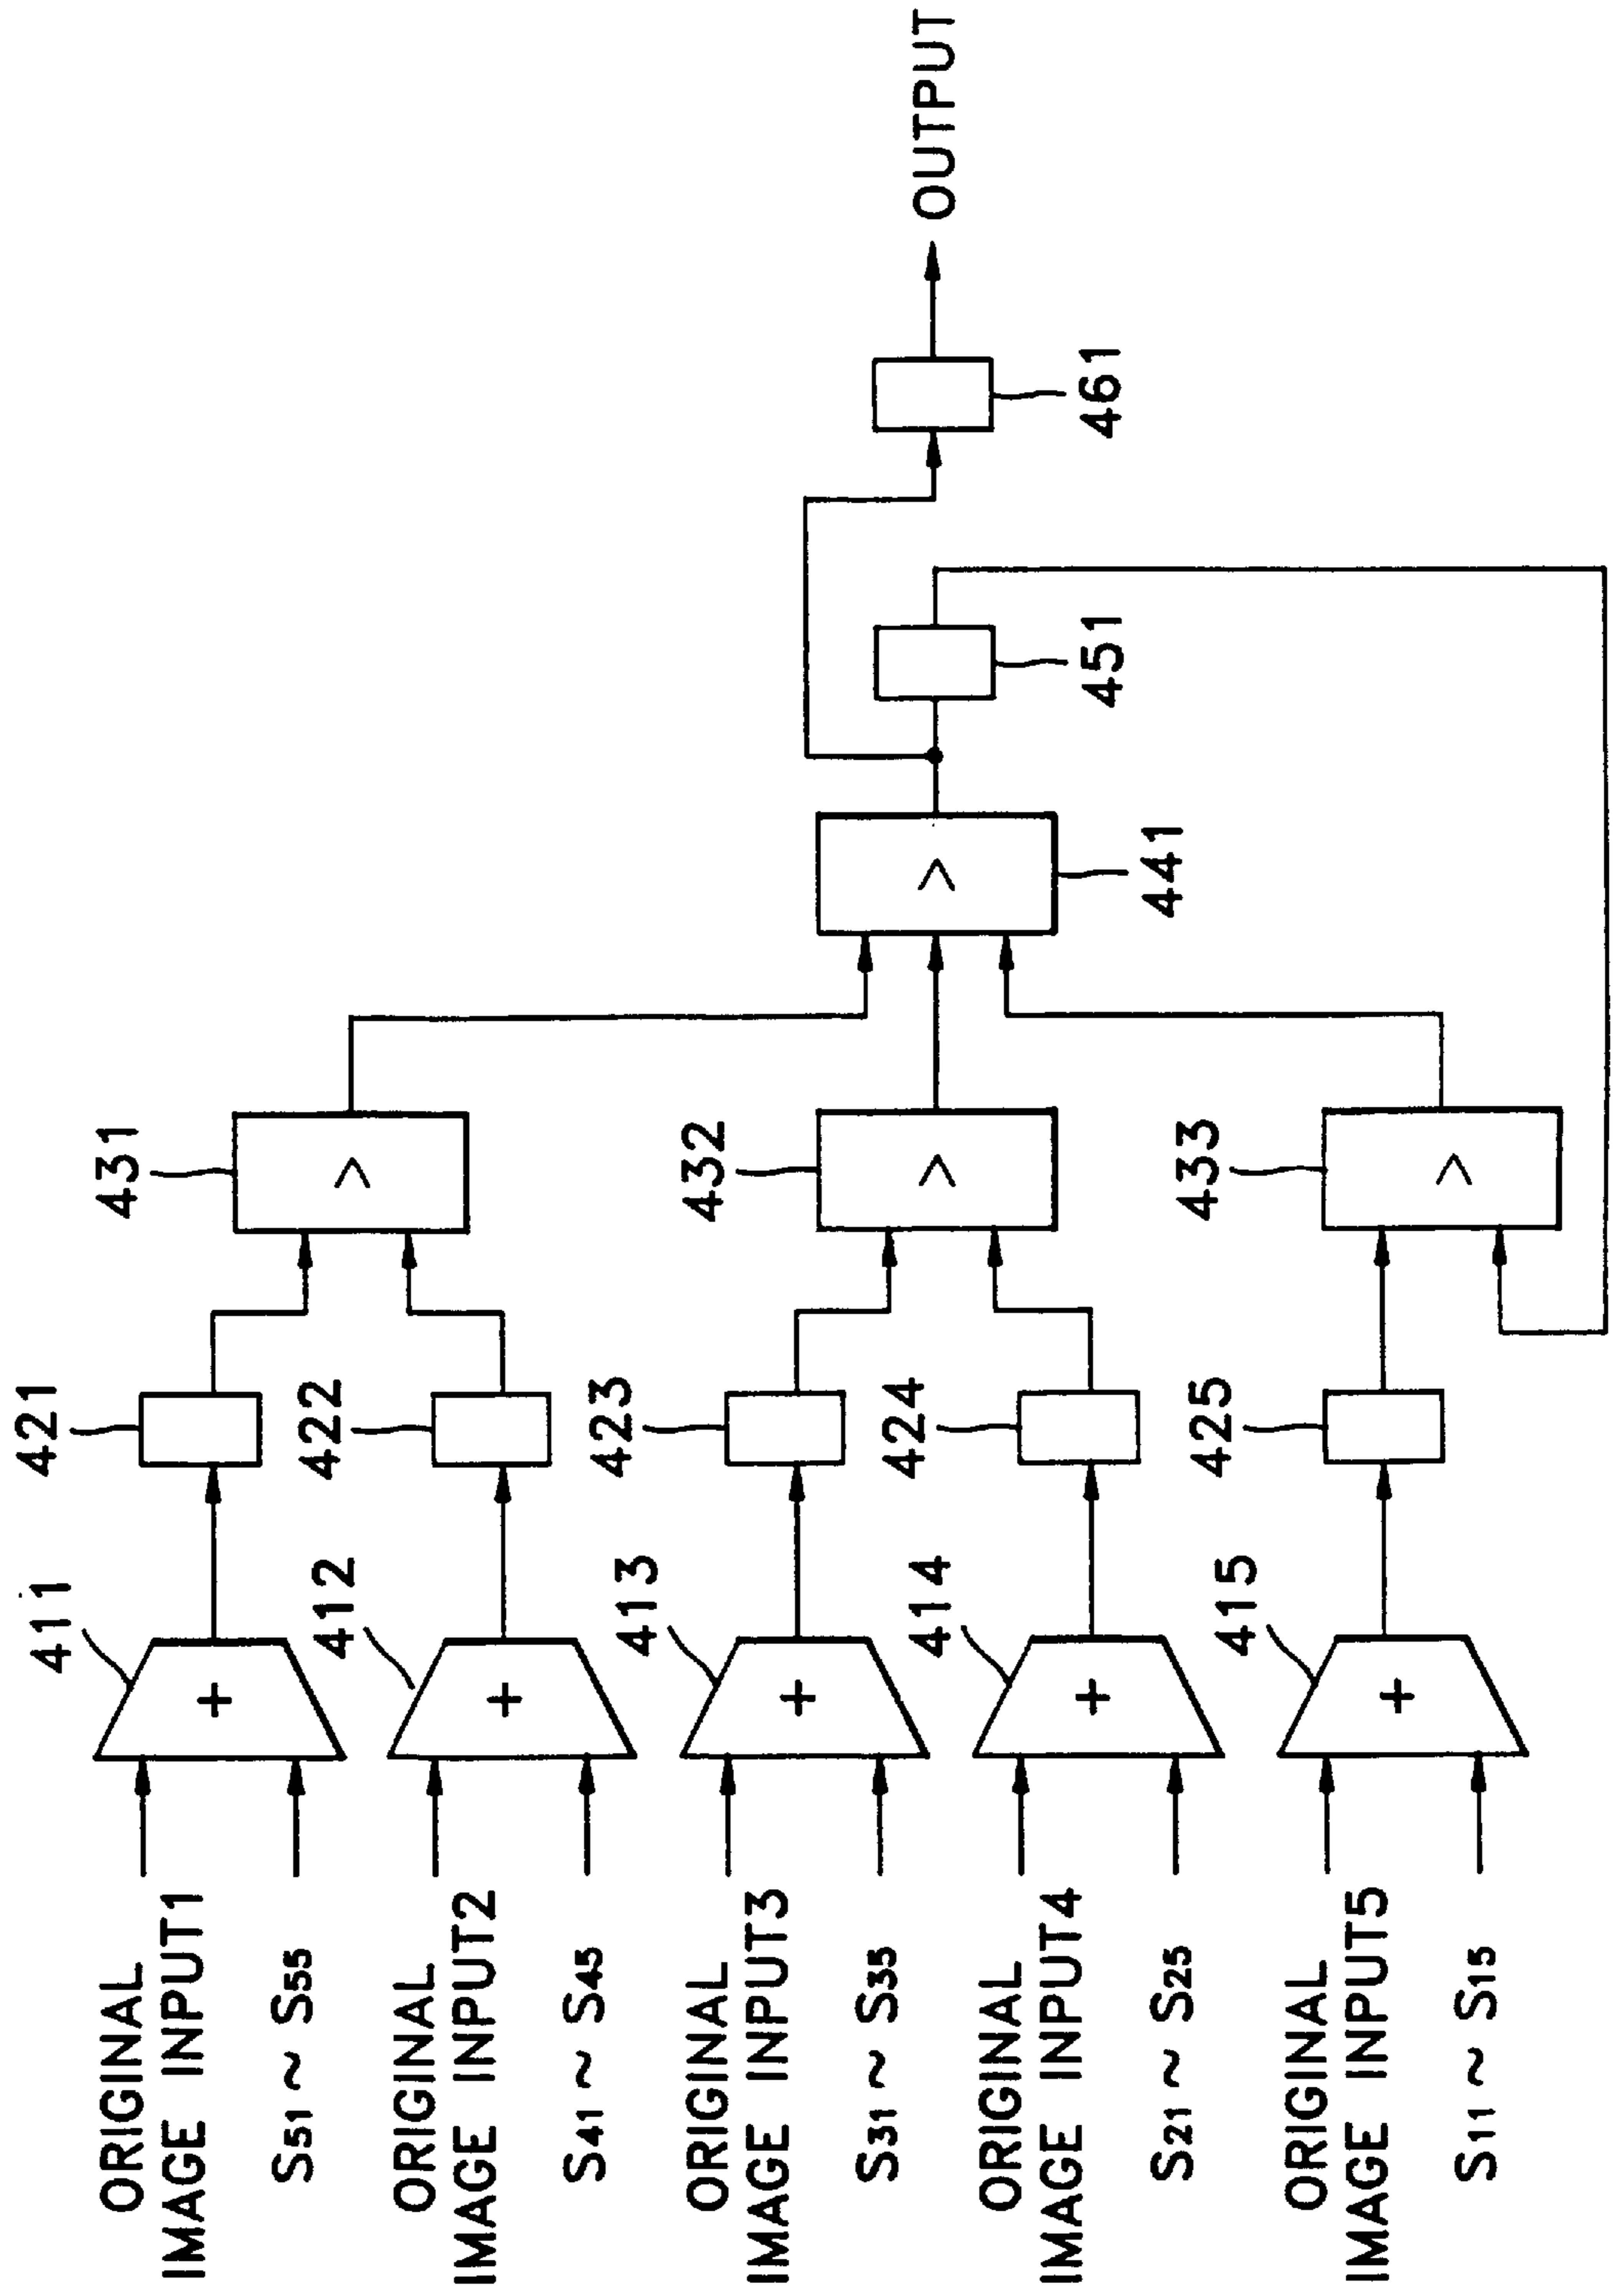 ORIGINAL
IMAGE INPUT1
S51 ~ S55
411
+
421
431
^
ORIGINAL
IMAGE INPUT2
S41 ~ S45
412
+
422
ORIGINAL
IMAGE INPUT3
S31 ~ S35
413
+
423
432
^
441
^
451
461
OUTPUT
ORIGINAL
IMAGE INPUT4
S21 ~ S25
414
+
424
ORIGINAL
IMAGE INPUT5
S11 ~ S15
415
+
425
433
^